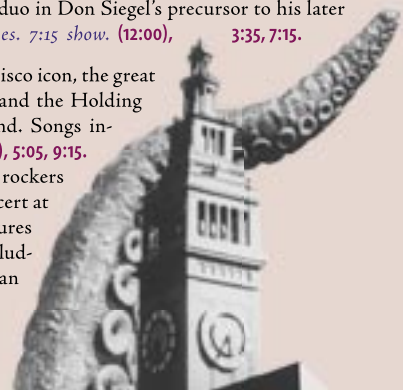 duo in Don Siegel's precursor to his later
es. 7:15 show. (12:00), 3:35, 7:15.
isco icon, the great
and the Holding
nd. Songs in-
), 5:05, 9:15.
rockers
cert at
ures
lud-
an